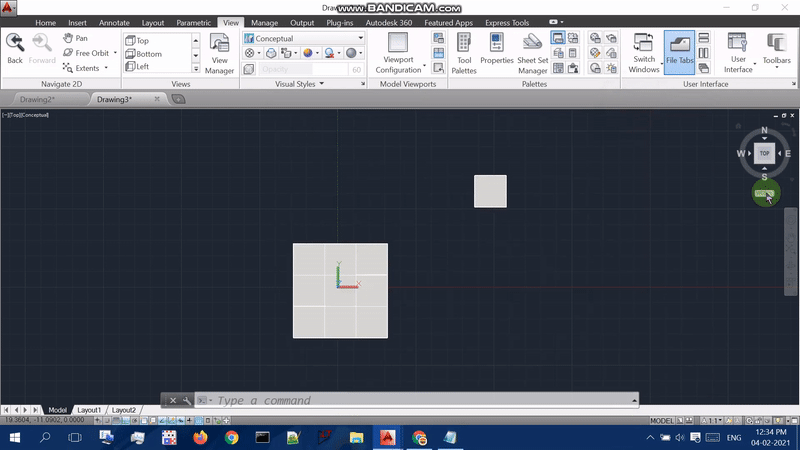 Draw
www.BANDICAM.com
Home Insert Annotate Layout Parametric View Manage Output Plug-ins Autodesk 360 Featured Apps Express Tools
Back
Forward
Pan
Free Orbit
Extents
Navigate 2D
Top
Bottom
Left
View
Manager
Views
Conceptual
Opacity 60
Visual Styles
Viewport
Configuration
Model Viewports
Tool
Palettes
Properties
Sheet Set
Manager
Palettes
Switch
Windows
File Tabs
User
Interface
Toolbars
User Interface
Drawing2*
Drawing3*
[−][Top][Conceptual]
N
W
TOP
E
S
Y
X
Type a command
Model Layout1 Layout2
19.3604, -11.0902, 0.0000
MODEL
1:1
ENG
12:34 PM
04-02-2021